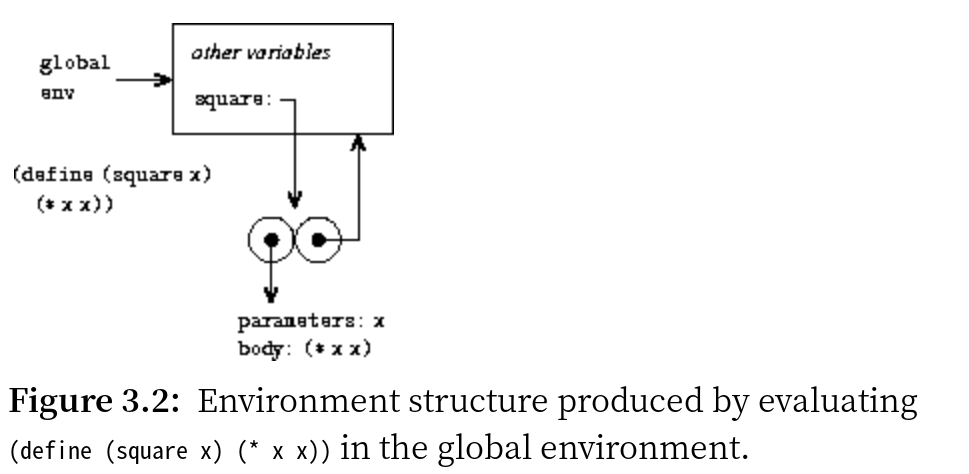 other variables
global
env
square:
(define (square x)
(* x x))
parameters: x
body: (* x x)
Figure 3.2: Environment structure produced by evaluating
(define (square x) (* x x)) in the global environment.